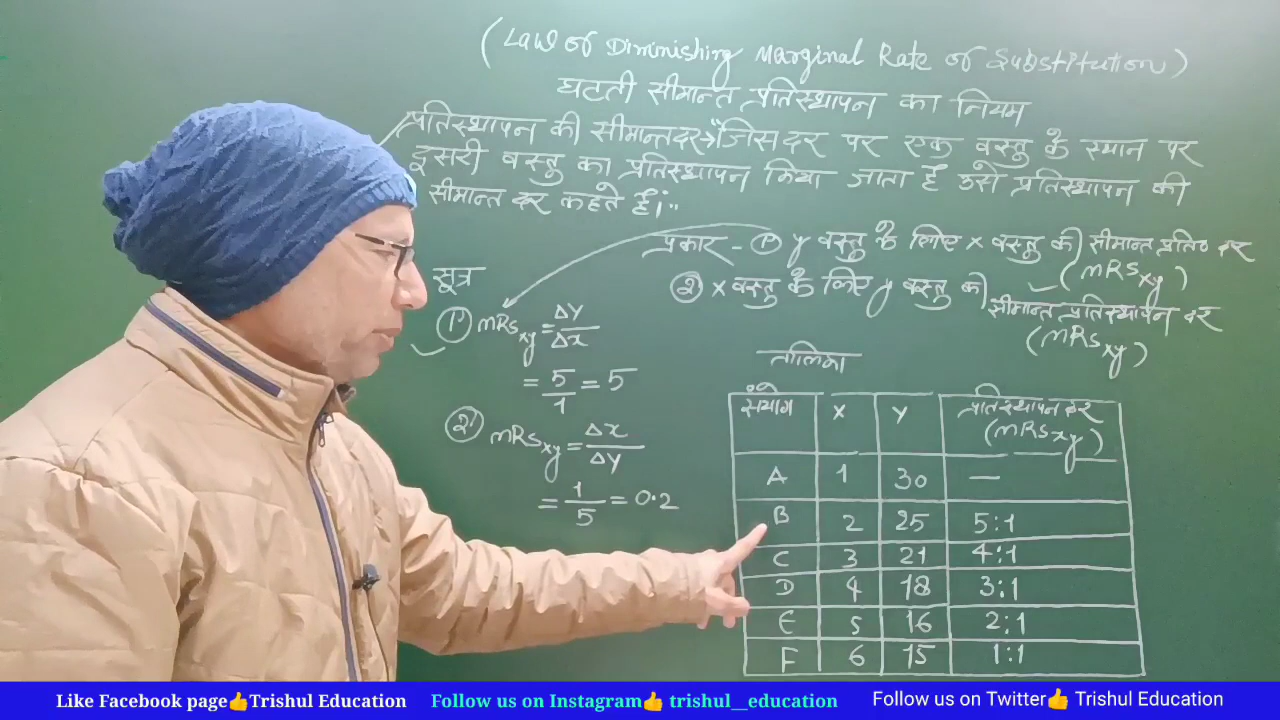 (Law of Diminishing Marginal Rate of Substitution)
घटती सीमान्त प्रतिस्थापन का नियम
प्रतिस्थापन की सीमान्त दर→"जिस दर पर एक वस्तु के स्थान पर
दूसरी वस्तु का प्रतिस्थापन किया जाता है उसे प्रतिस्थापन की
सीमान्त दर कहते हैं।"
प्रकार - ① y वस्तु के लिए x वस्तु की सीमान्त प्रति० दर
(MRSxy)
② x वस्तु के लिए y वस्तु की सीमान्त प्रतिस्थापन दर
(MRSxy)
सूत्र
① MRSxy = ΔY/Δx
= 5/1 = 5
② MRSxy = Δx/ΔY
= 1/5 = 0.2
तालिका
संयोग X Y प्रतिस्थापन दर
(MRSxy)
A 1 30 —
B 2 25 5:1
C 3 21 4:1
D 4 18 3:1
E 5 16 2:1
F 6 15 1:1
Like Facebook page👍Trishul Education Follow us on Instagram👍 trishul__education Follow us on Twitter👍 Trishul Education